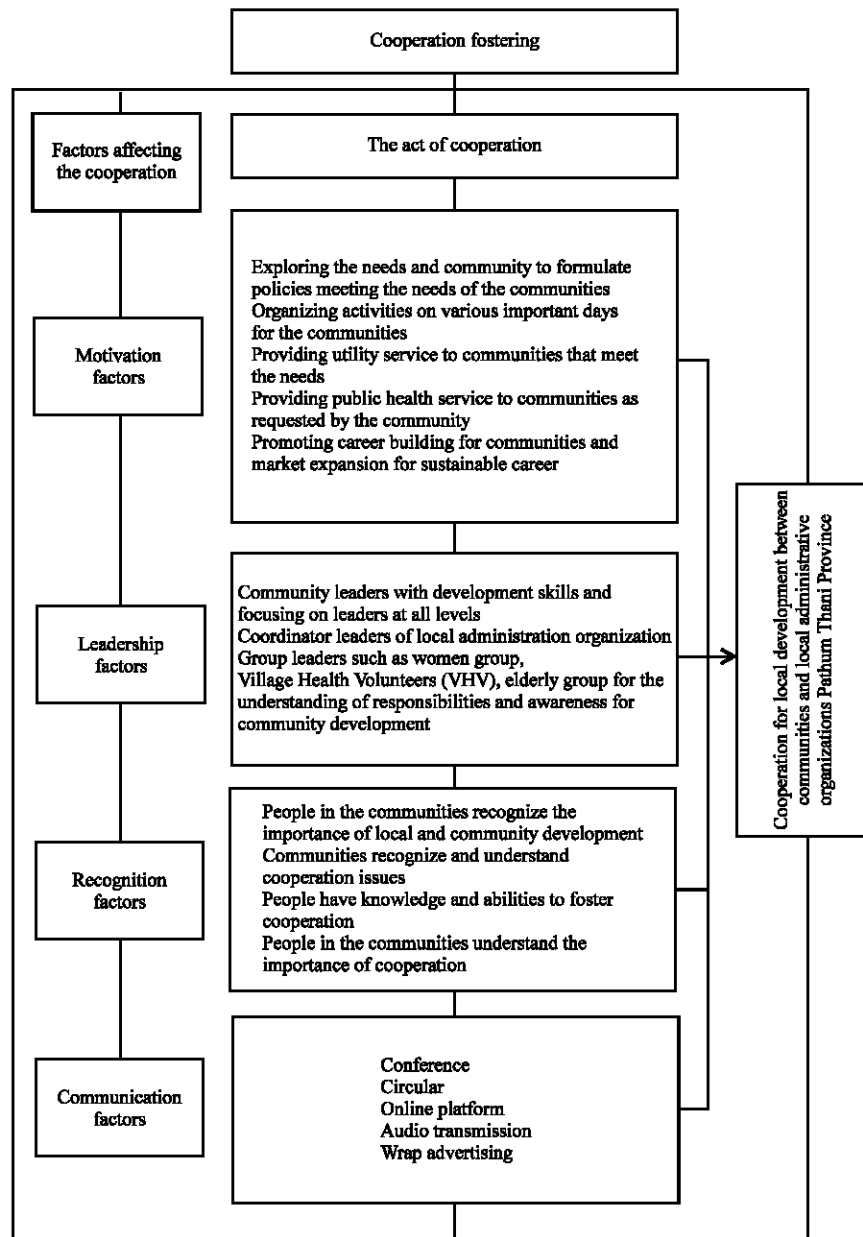 Cooperation fostering
Factors affecting
the cooperation
The act of cooperation
Motivation
factors
Exploring the needs and community to formulate
policies meeting the needs of the communities
Organizing activities on various important days
for the communities
Providing utility service to communities that meet
the needs
Providing public health service to communities as
requested by the community
Promoting career building for communities and
market expansion for sustainable career
Leadership
factors
Community leaders with development skills and
focusing on leaders at all levels
Coordinator leaders of local administration organization
Group leaders such as women group,
Village Health Volunteers (VHV), elderly group for the
understanding of responsibilities and awareness for
community development
Recognition
factors
People in the communities recognize the
importance of local and community development
Communities recognize and understand
cooperation issues
People have knowledge and abilities to foster
cooperation
People in the communities understand the
importance of cooperation
Communication
factors
Conference
Circular
Online platform
Audio transmission
Wrap advertising
Cooperation for local development between
communities and local administrative
organizations Pathum Thani Province